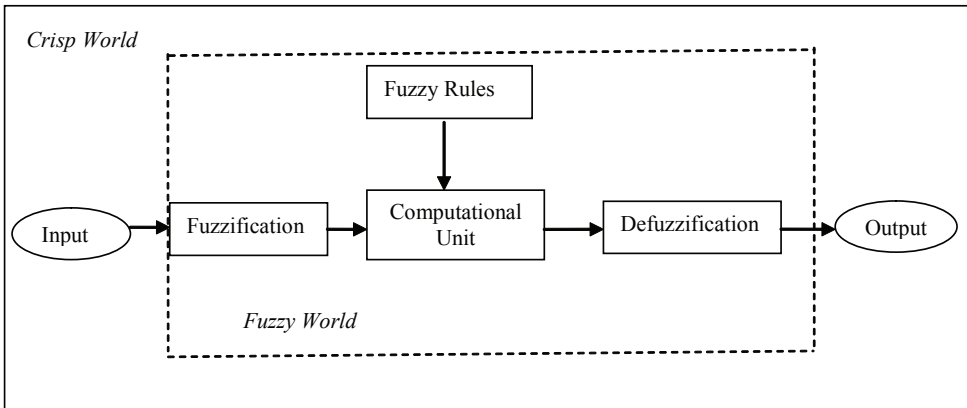 Crisp World
Fuzzy Rules
Input
Fuzzification
Computational
Unit
Defuzzification
Output
Fuzzy World